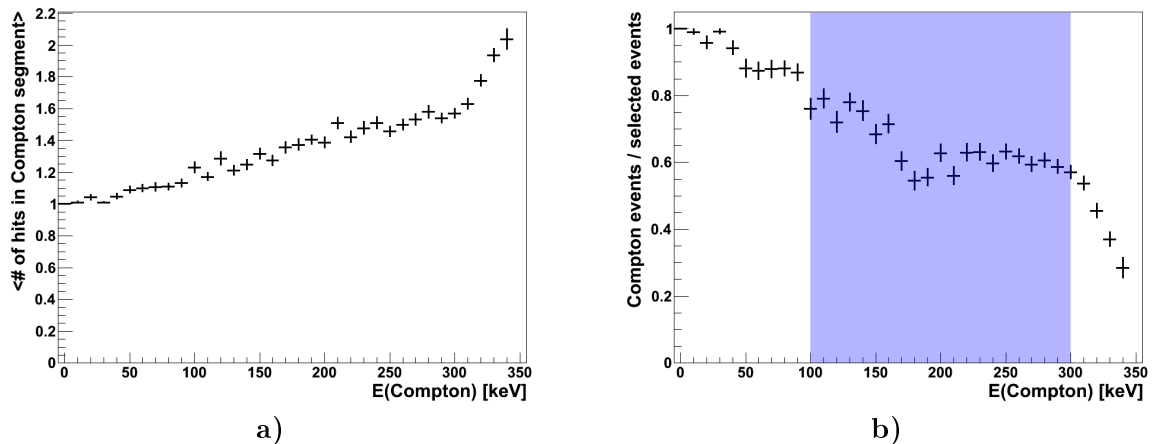 <# of hits in Compton segment>
2.2
2
1.8
1.6
1.4
1.2
1
0.8
0.6
0.4
0.2
0
0 50 100 150 200 250 300 350
E(Compton) [keV]
a)
Compton events / selected events
1
0.8
0.6
0.4
0.2
0
0 50 100 150 200 250 300 350
E(Compton) [keV]
b)